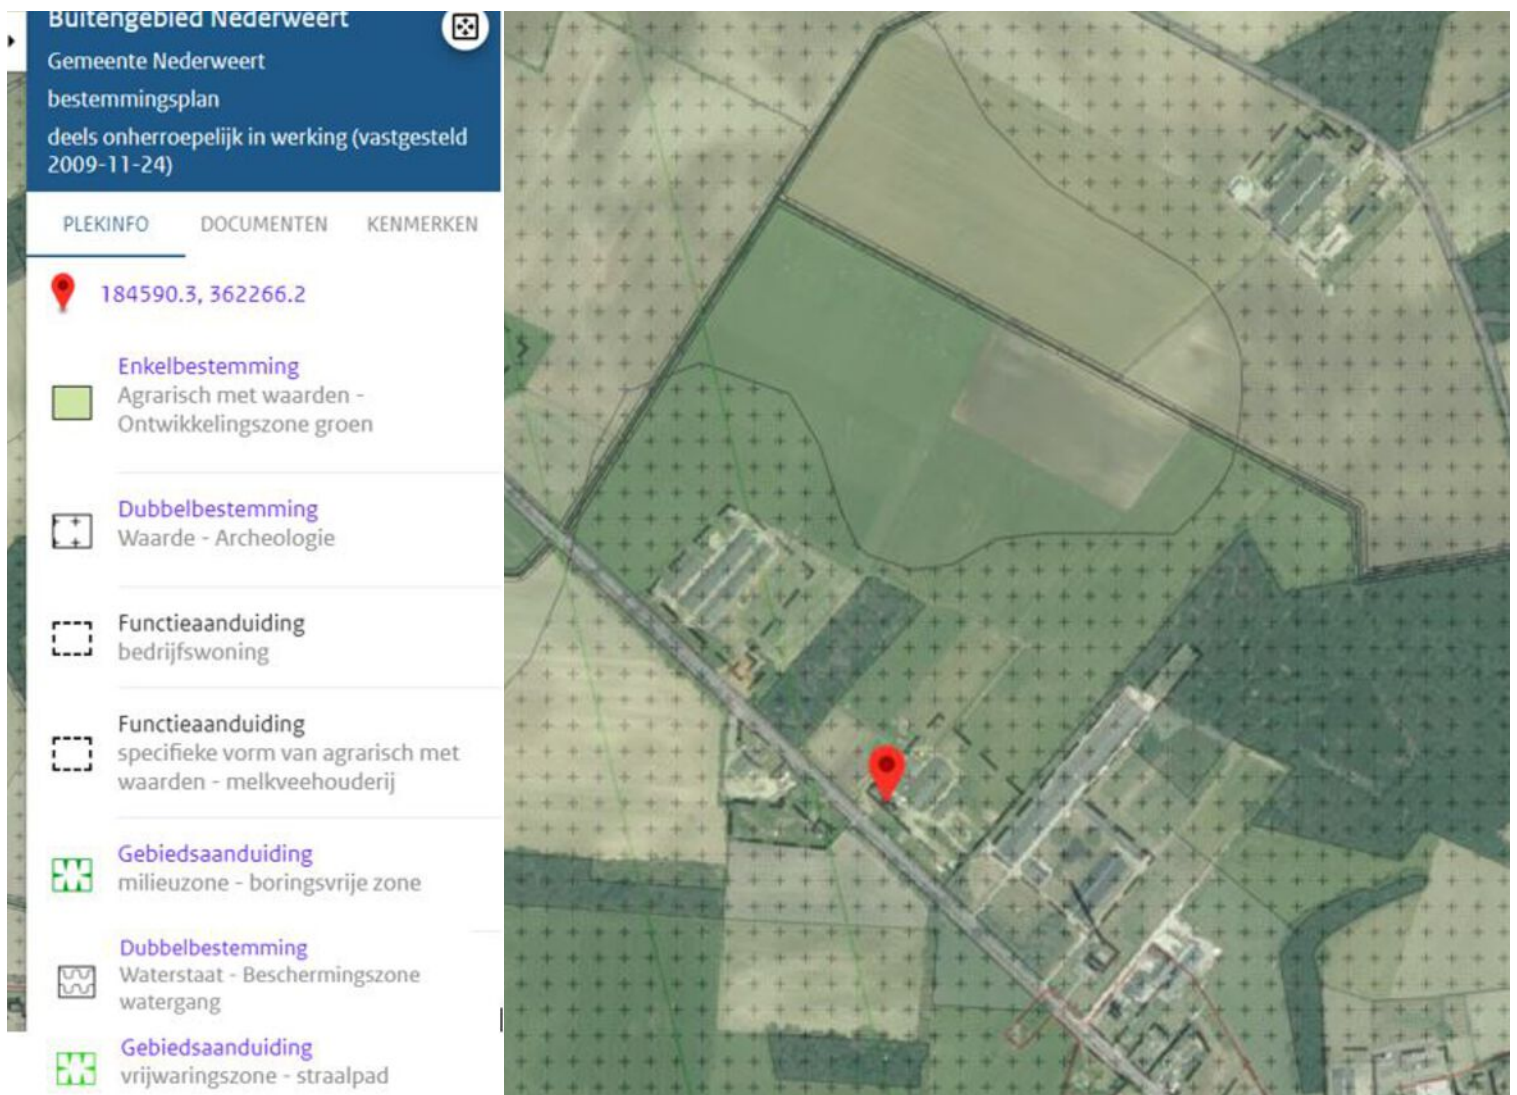 Buitengebied Nederweert
Gemeente Nederweert
bestemmingsplan
deels onherroepelijk in werking (vastgesteld
2009-11-24)
PLEKINFO DOCUMENTEN KENMERKEN
184590.3, 362266.2
Enkelbestemming
Agrarisch met waarden -
Ontwikkelingszone groen
Dubbelbestemming
Waarde - Archeologie
Functieaanduiding
bedrijfswoning
Functieaanduiding
specifieke vorm van agrarisch met
waarden - melkveehouderij
Gebiedsaanduiding
milieuzone - boringsvrije zone
Dubbelbestemming
Waterstaat - Beschermingszone
watergang
Gebiedsaanduiding
vrijwaringszone - straalpad